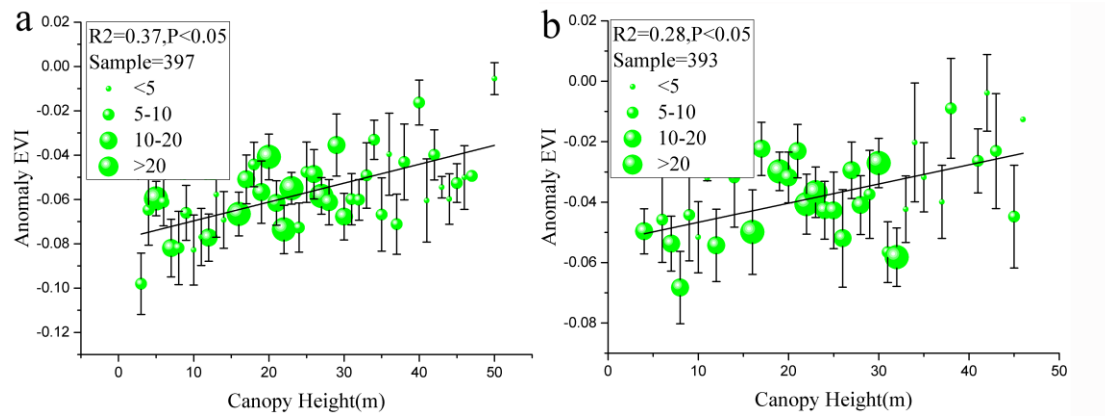 a
R2=0.37,P<0.05
Sample=397
<5
5-10
10-20
>20
0.02
0.00
-0.02
-0.04
-0.06
-0.08
-0.10
-0.12
Anomaly EVI
0 10 20 30 40 50
Canopy Height(m)
b
R2=0.28,P<0.05
Sample=393
<5
5-10
10-20
>20
0.02
0.00
-0.02
-0.04
-0.06
-0.08
Anomaly EVI
0 10 20 30 40 50
Canopy Height(m)